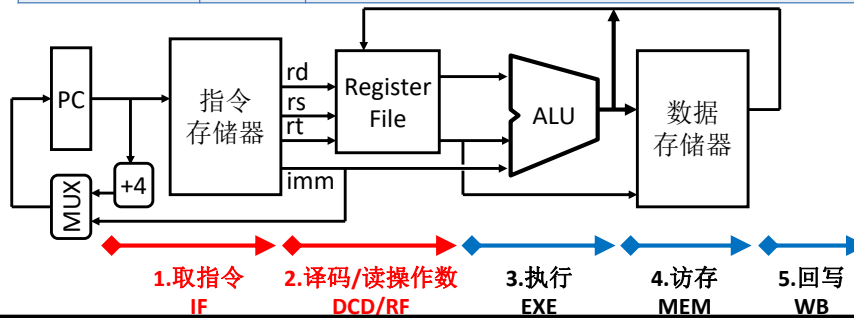 PC
指令
存储器
rd
rs
rt
imm
Register
File
ALU
数据
存储器
+4
MUX
1.取指令
IF
2.译码/读操作数
DCD/RF
3.执行
EXE
4.访存
MEM
5.回写
WB